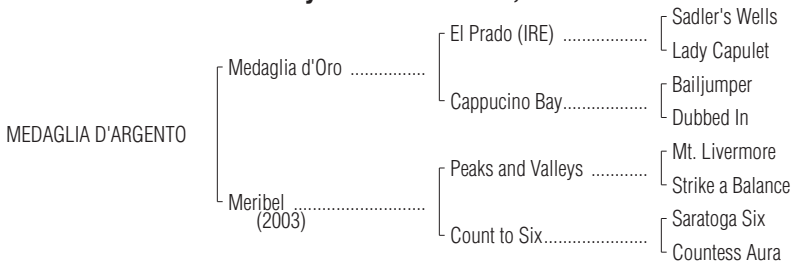 El Prado (IRE) ..................
Sadler's Wells
Lady Capulet
Medaglia d'Oro ................
Cappucino Bay....................
Bailjumper
Dubbed In
MEDAGLIA D'ARGENTO
Peaks and Valleys ............
Mt. Livermore
Strike a Balance
Meribel ............................
(2003)
Count to Six........................
Saratoga Six
Countess Aura